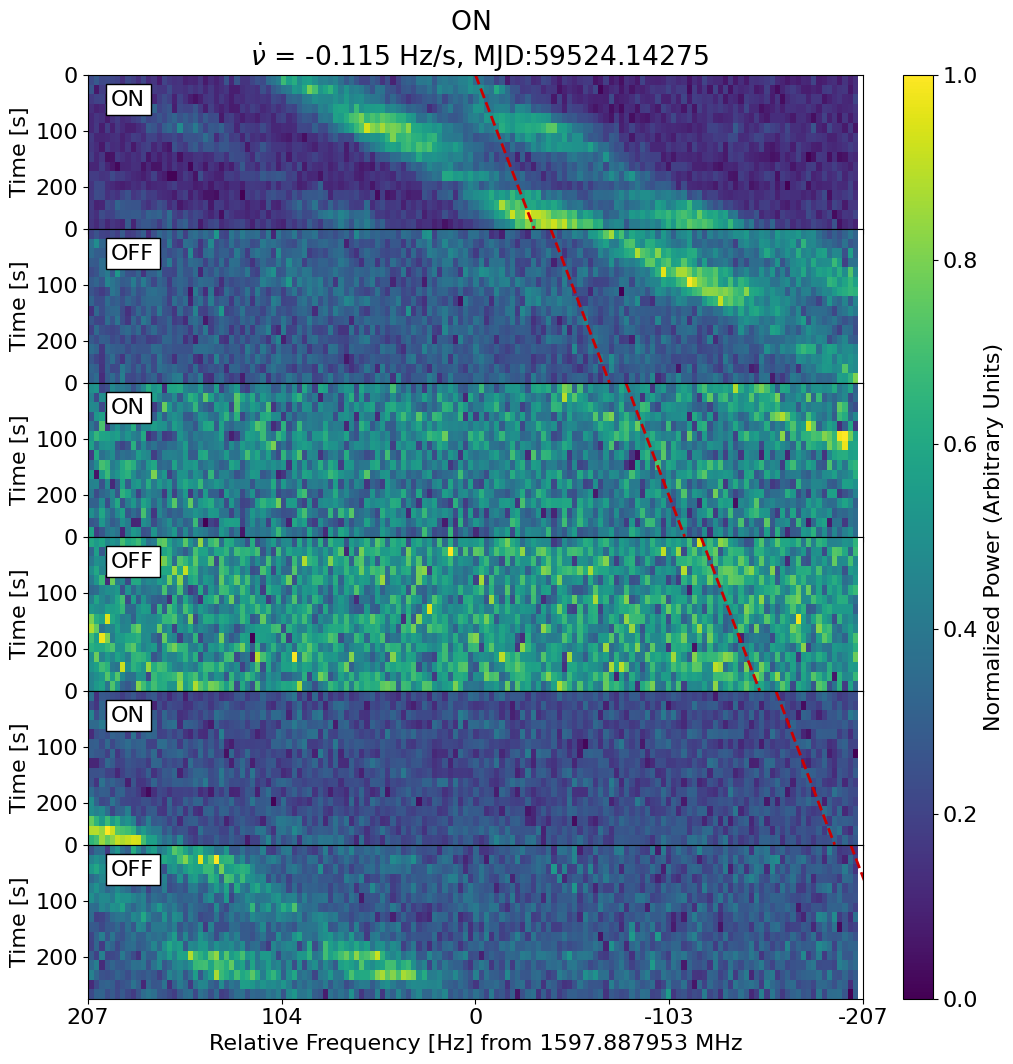 ON
ν̇ = -0.115 Hz/s, MJD:59524.14275
ON
OFF
ON
OFF
ON
OFF
Time [s]
Time [s]
Time [s]
Time [s]
Time [s]
Time [s]
0
100
200
0
100
200
0
100
200
0
100
200
0
100
200
0
100
200
207
104
0
-103
-207
Relative Frequency [Hz] from 1597.887953 MHz
1.0
0.8
0.6
0.4
0.2
0.0
Normalized Power (Arbitrary Units)